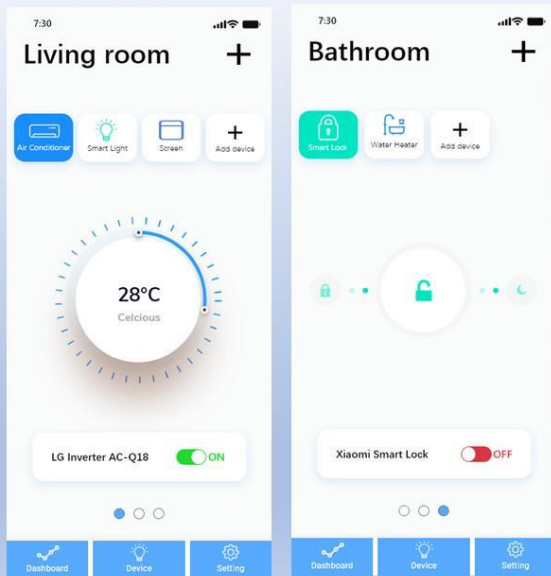 7:30
Living room
Air Conditioner
Smart Light
Screen
Add device
28°C
Celcious
LG Inverter AC-Q18
ON
Dashboard
Device
Setting
7:30
Bathroom
Smart Lock
Water Heater
Add device
Xiaomi Smart Lock
OFF
Dashboard
Device
Setting